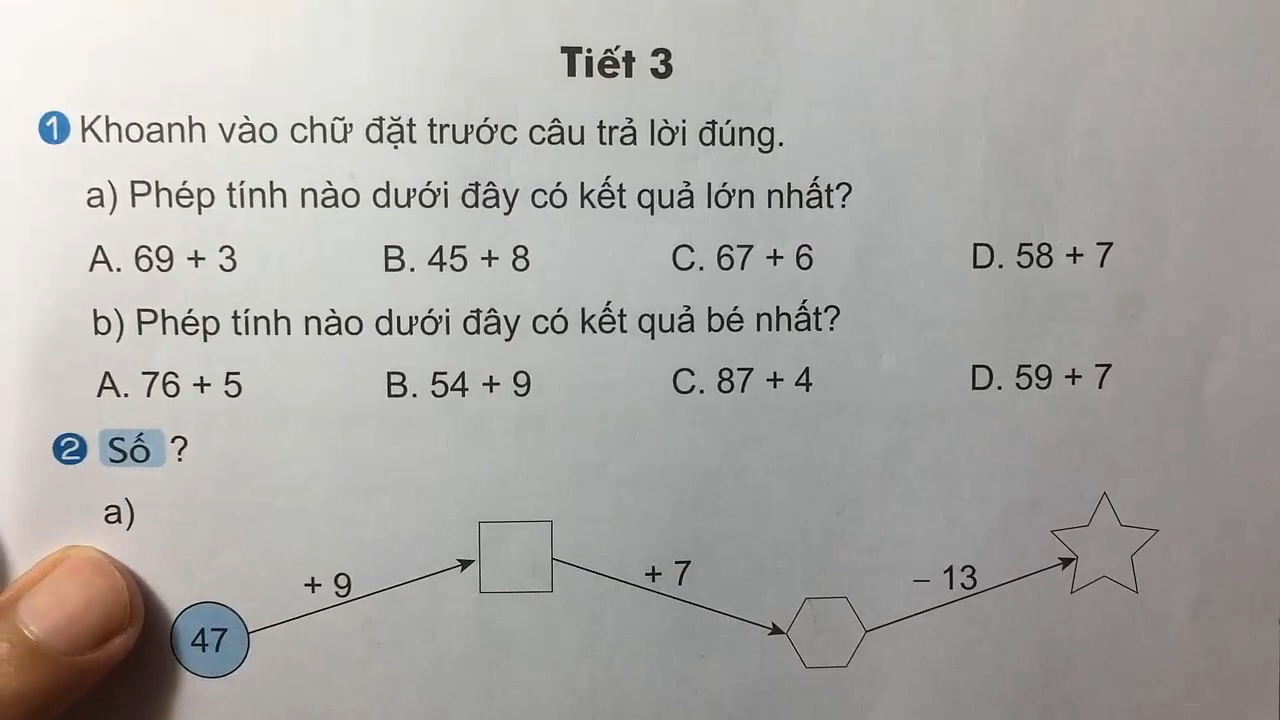 Tiết 3
1 Khoanh vào chữ đặt trước câu trả lời đúng.
a) Phép tính nào dưới đây có kết quả lớn nhất?
A. 69 + 3 B. 45 + 8 C. 67 + 6 D. 58 + 7
b) Phép tính nào dưới đây có kết quả bé nhất?
A. 76 + 5 B. 54 + 9 C. 87 + 4 D. 59 + 7
2 Số ?
a)
47 + 9 + 7 – 13